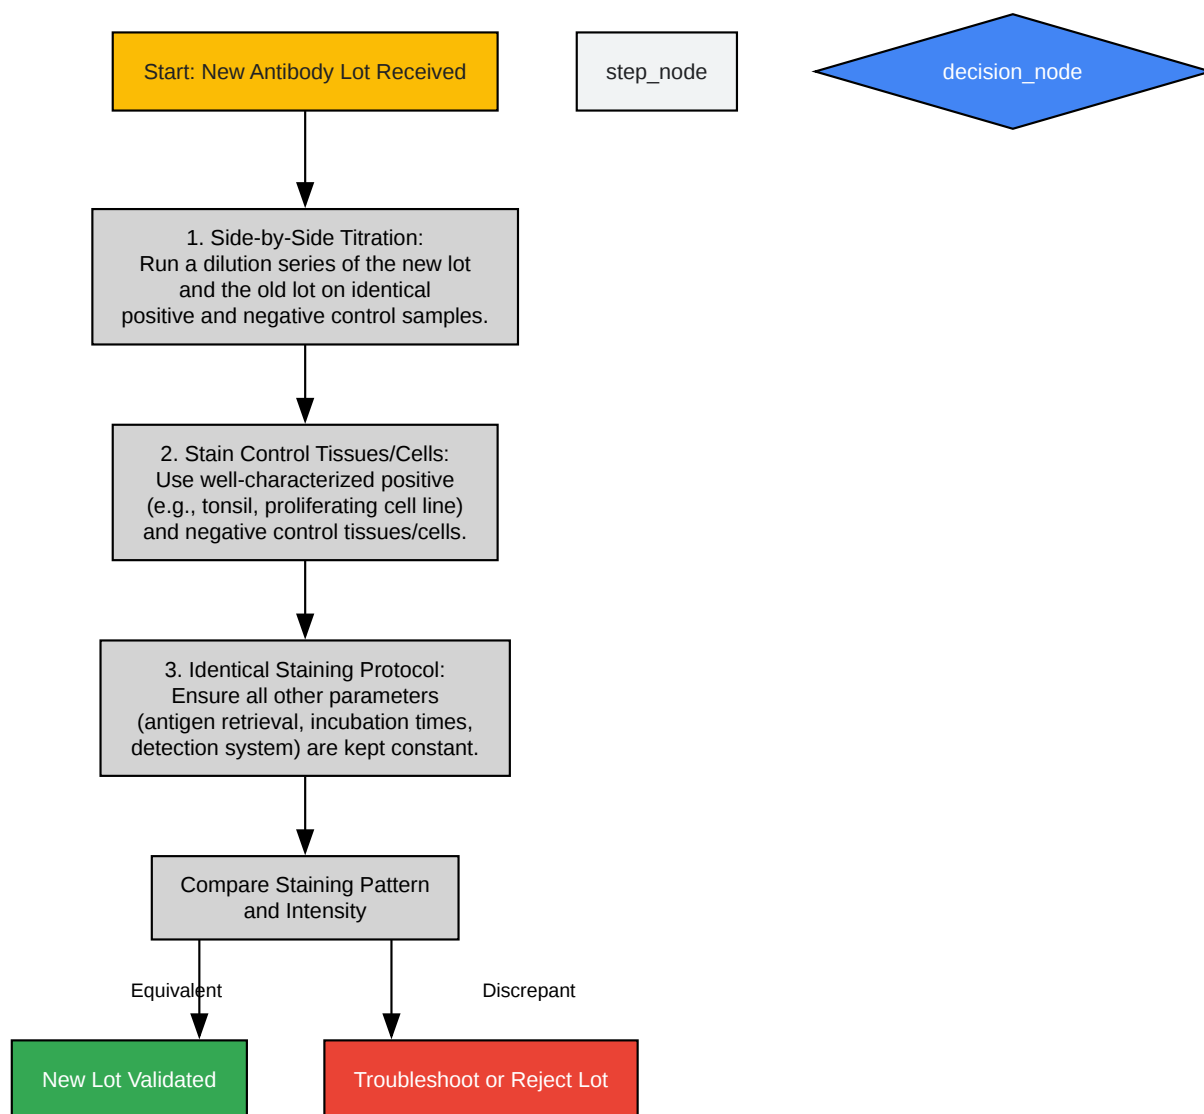 Start: New Antibody Lot Received
step_node
decision_node
1. Side-by-Side Titration:
Run a dilution series of the new lot
and the old lot on identical
positive and negative control samples.
2. Stain Control Tissues/Cells:
Use well-characterized positive
(e.g., tonsil, proliferating cell line)
and negative control tissues/cells.
3. Identical Staining Protocol:
Ensure all other parameters
(antigen retrieval, incubation times,
detection system) are kept constant.
Compare Staining Pattern
and Intensity
Equivalent
Discrepant
New Lot Validated
Troubleshoot or Reject Lot